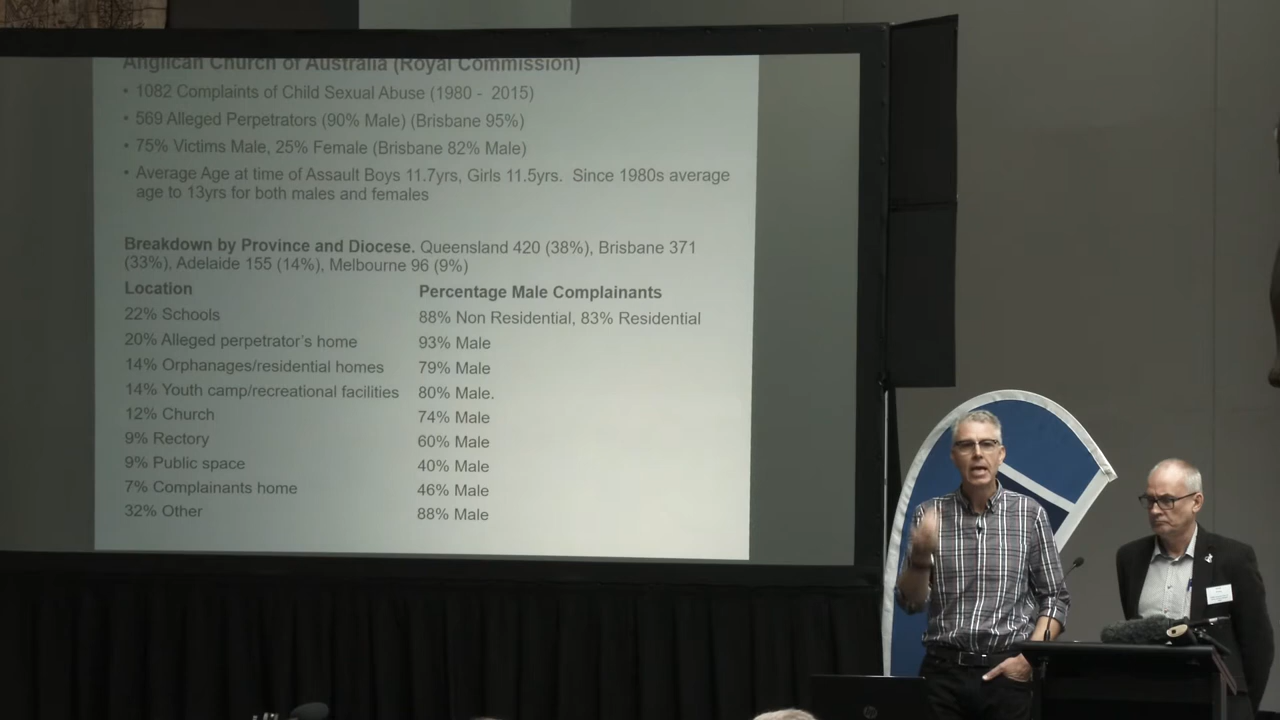 Anglican Church of Australia (Royal Commission)
• 1082 Complaints of Child Sexual Abuse (1980 - 2015)
• 569 Alleged Perpetrators (90% Male) (Brisbane 95%)
• 75% Victims Male, 25% Female (Brisbane 82% Male)
• Average Age at time of Assault Boys 11.7yrs, Girls 11.5yrs. Since 1980s average
age to 13yrs for both males and females
Breakdown by Province and Diocese. Queensland 420 (38%), Brisbane 371
(33%), Adelaide 155 (14%), Melbourne 96 (9%)
Location Percentage Male Complainants
22% Schools 88% Non Residential, 83% Residential
20% Alleged perpetrator's home 93% Male
14% Orphanages/residential homes 79% Male
14% Youth camp/recreational facilities 80% Male.
12% Church 74% Male
9% Rectory 60% Male
9% Public space 40% Male
7% Complainants home 46% Male
32% Other 88% Male